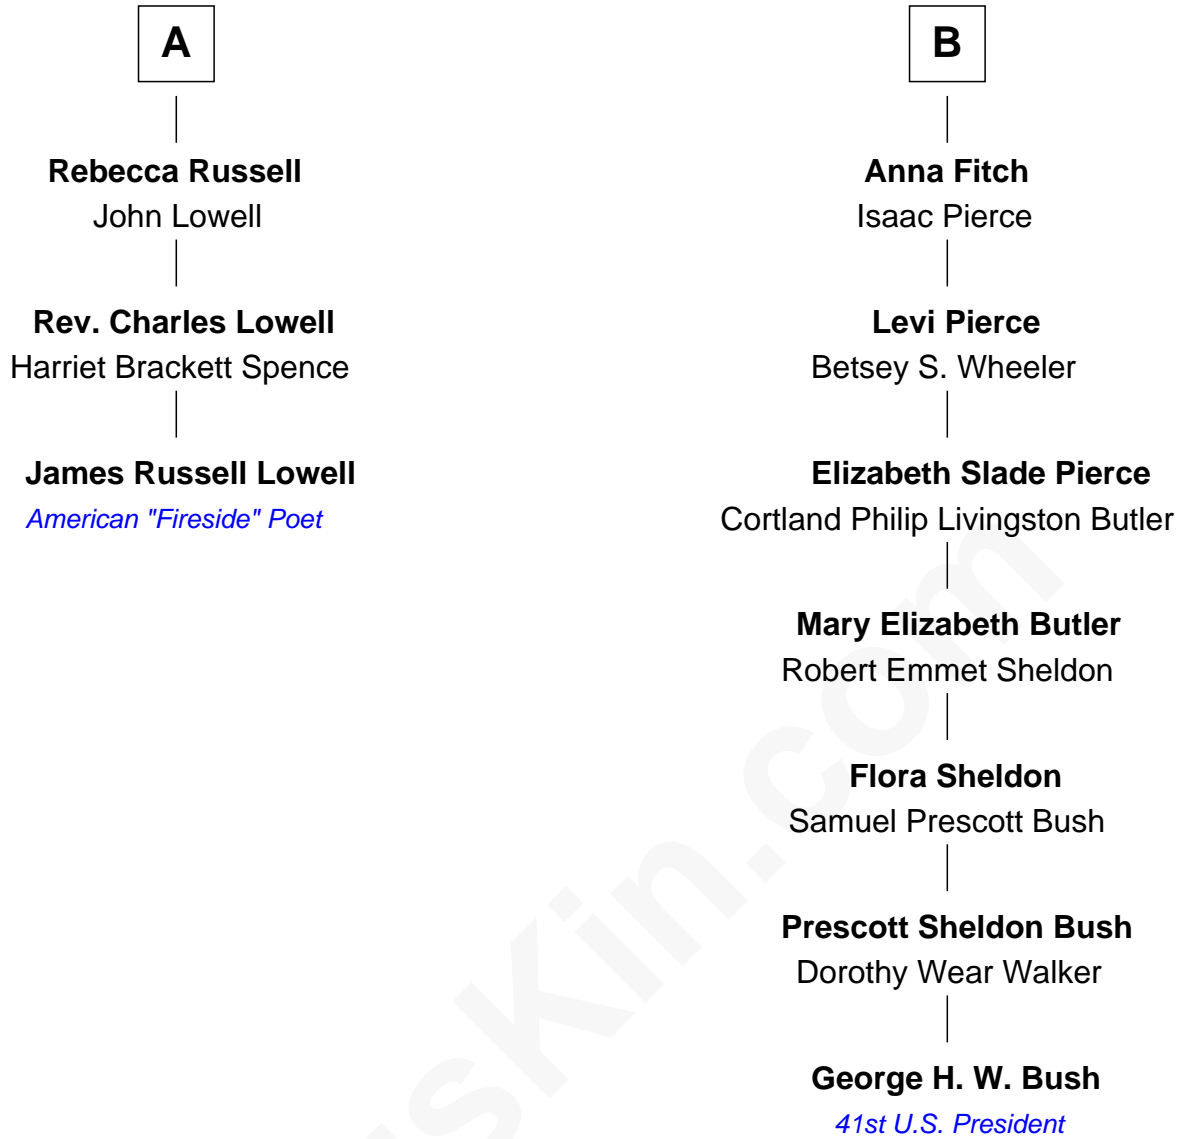 A
Rebecca Russell
John Lowell
Rev. Charles Lowell
Harriet Brackett Spence
James Russell Lowell
American "Fireside" Poet
B
Anna Fitch
Isaac Pierce
Levi Pierce
Betsey S. Wheeler
Elizabeth Slade Pierce
Cortland Philip Livingston Butler
Mary Elizabeth Butler
Robert Emmet Sheldon
Flora Sheldon
Samuel Prescott Bush
Prescott Sheldon Bush
Dorothy Wear Walker
George H. W. Bush
41st U.S. President
sKin.com